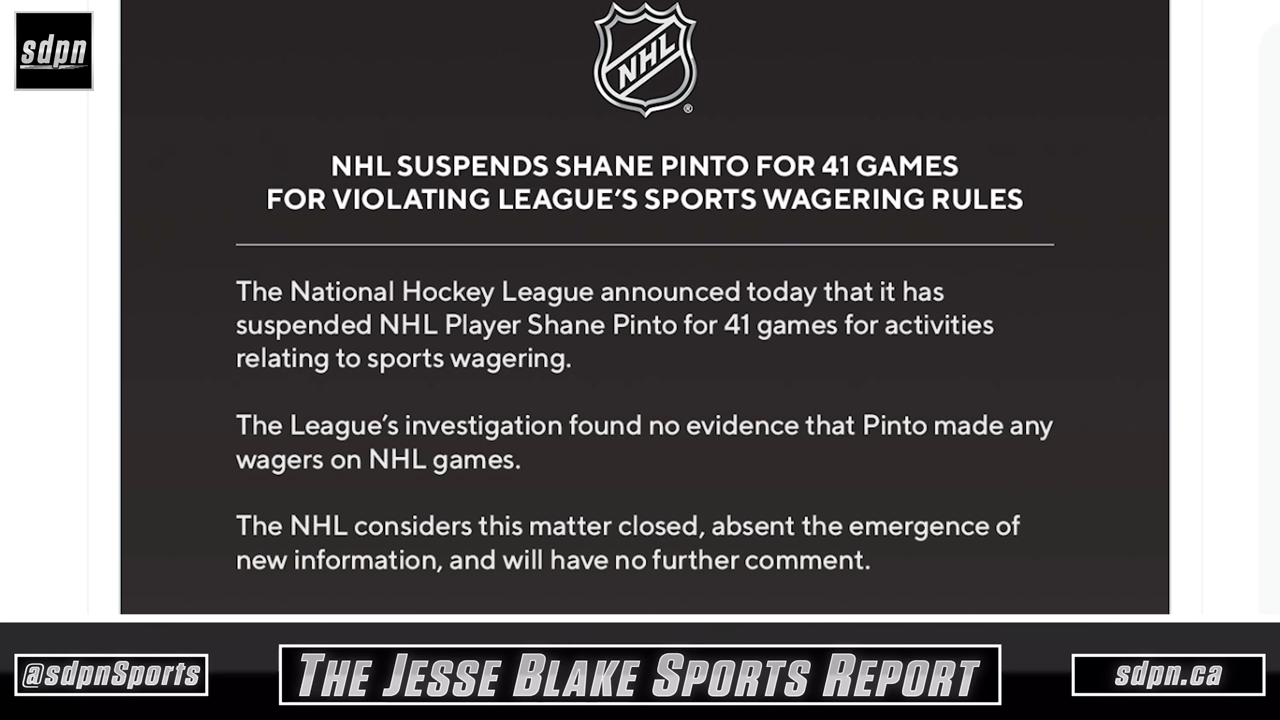 sdpn
NHL
®
NHL SUSPENDS SHANE PINTO FOR 41 GAMES
FOR VIOLATING LEAGUE'S SPORTS WAGERING RULES
The National Hockey League announced today that it has
suspended NHL Player Shane Pinto for 41 games for activities
relating to sports wagering.
The League's investigation found no evidence that Pinto made any
wagers on NHL games.
The NHL considers this matter closed, absent the emergence of
new information, and will have no further comment.
@sdpnSports
THE JESSE BLAKE SPORTS REPORT
sdpn.ca